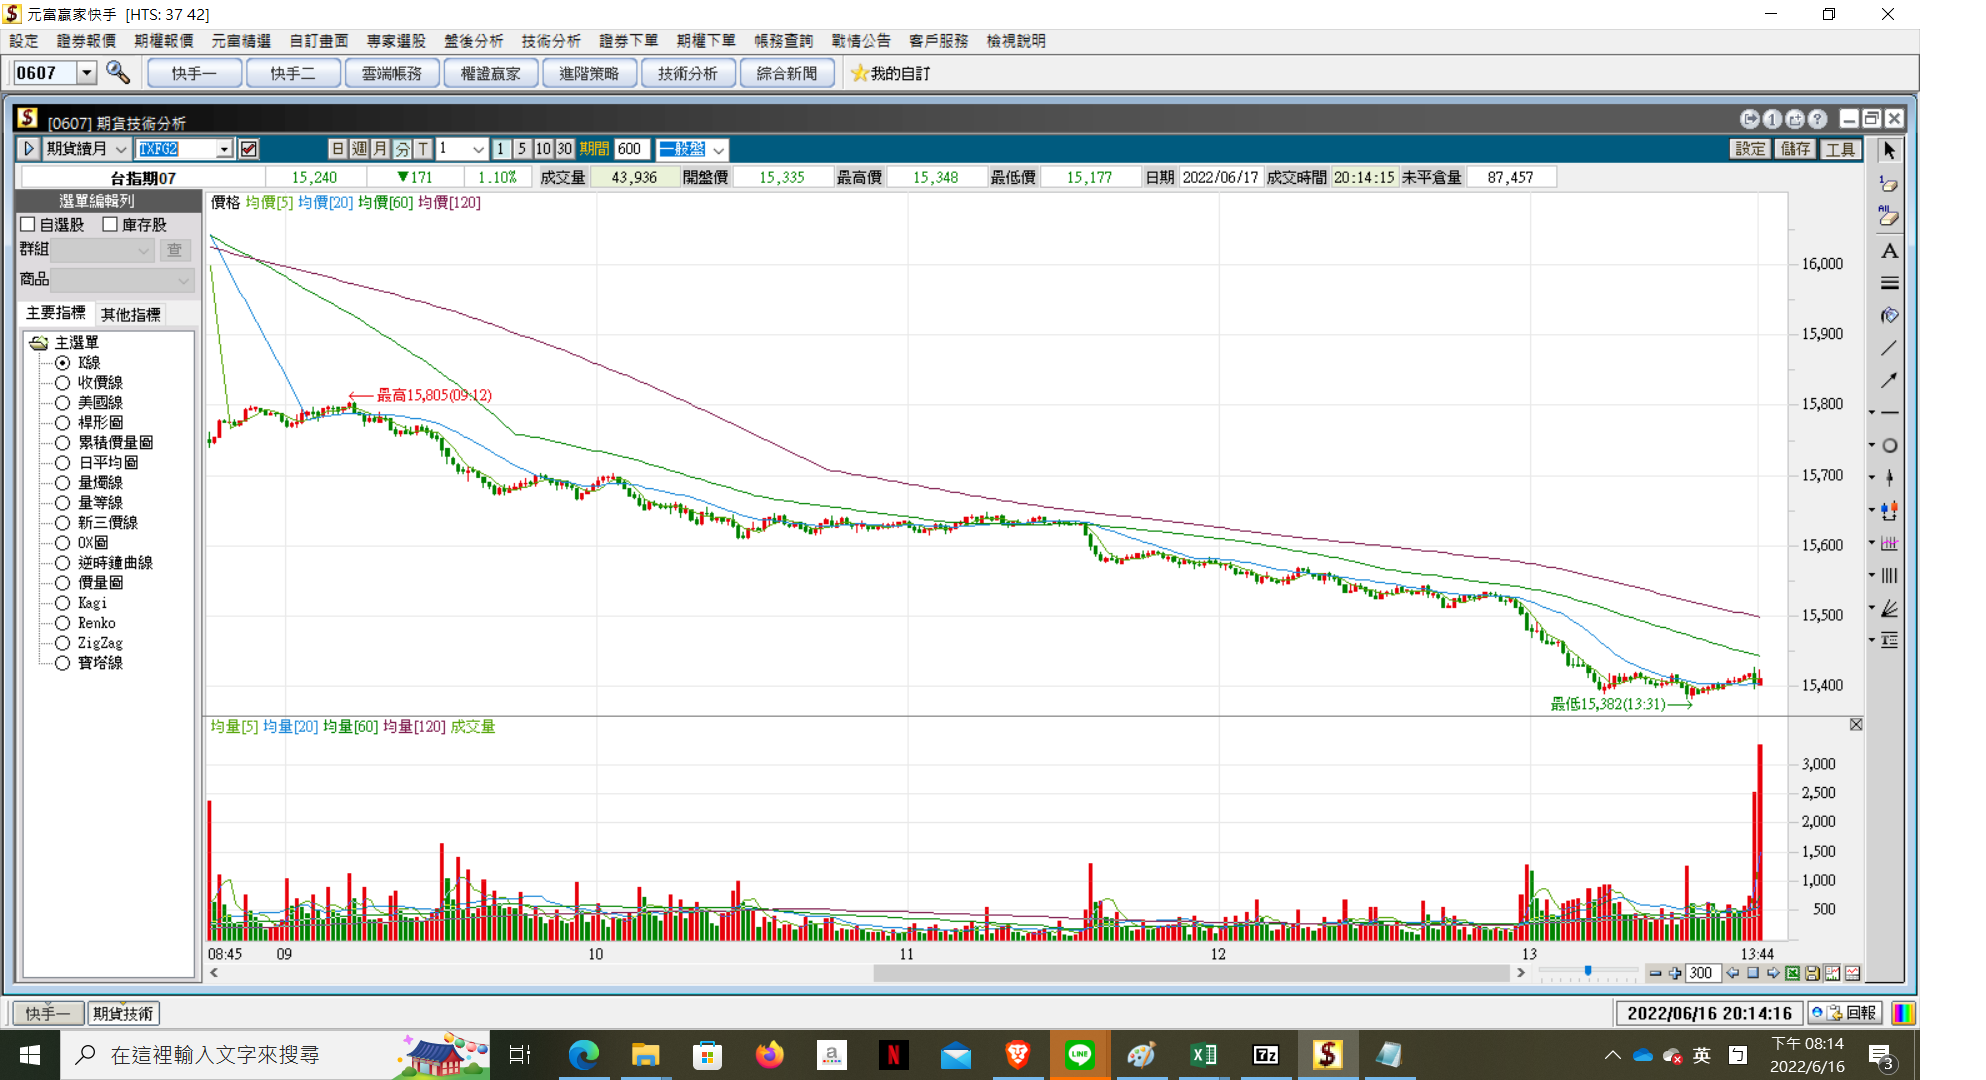 元富贏家快手 [HTS: 37 42]
設定 證券報價 期權報價 元富精選 自訂畫面 專家選股 盤後分析 技術分析 證券下單 期權下單 帳務查詢 戰情公告 客戶服務 檢視說明
0607 快手一 快手二 雲端帳務 權證贏家 進階策略 技術分析 綜合新聞 我的自訂
[0607] 期貨技術分析
期貨續月 TXFG2 日 週 月 分 T 1 1 5 10 30 期間 600 一般盤 設定 儲存 工具
台指期07 15,240 ▼171 1.10% 成交量 43,936 開盤價 15,335 最高價 15,348 最低價 15,177 日期 2022/06/17 成交時間 20:14:15 未平倉量 87,457
選單編輯列
自選股 庫存股
群組 查
商品
主要指標 其他指標
主選單
K線
收價線
美國線
桿形圖
累積價量圖
日平均圖
量燭線
量等線
新三價線
OX圖
逆時鐘曲線
價量圖
Kagi
Renko
ZigZag
寶塔線
價格 均價[5] 均價[20] 均價[60] 均價[120]
最高15,805(09:12)
最低15,382(13:31)
16,000
15,900
15,800
15,700
15,600
15,500
15,400
均量[5] 均量[20] 均量[60] 均量[120] 成交量
3,000
2,500
2,000
1,500
1,000
500
08:45 09 10 11 12 13 13:44
300
1
All
A
T
快手一 期貨技術 2022/06/16 20:14:16 回報
在這裡輸入文字來搜尋
a
N
LINE
7z
$
英
下午 08:14
2022/6/16
3